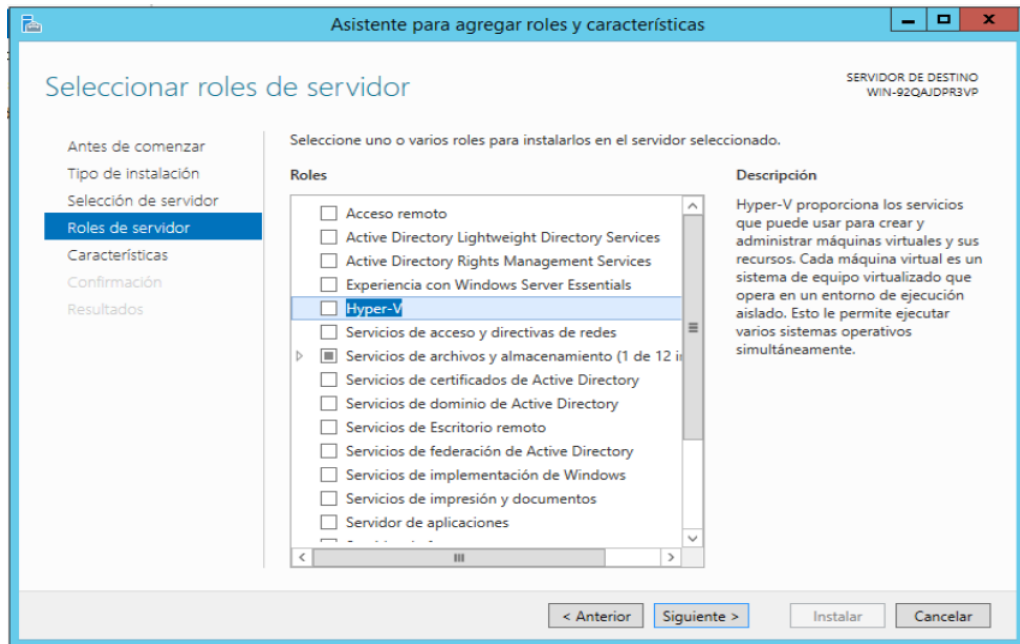 Asistente para agregar roles y características
Seleccionar roles de servidor
SERVIDOR DE DESTINO
WIN-92QAJDPR3VP
Antes de comenzar
Tipo de instalación
Selección de servidor
Roles de servidor
Características
Confirmación
Resultados
Seleccione uno o varios roles para instalarlos en el servidor seleccionado.
Roles
Acceso remoto
Active Directory Lightweight Directory Services
Active Directory Rights Management Services
Experiencia con Windows Server Essentials
Hyper-V
Servicios de acceso y directivas de redes
Servicios de archivos y almacenamiento (1 de 12 i
Servicios de certificados de Active Directory
Servicios de dominio de Active Directory
Servicios de Escritorio remoto
Servicios de federación de Active Directory
Servicios de implementación de Windows
Servicios de impresión y documentos
Servidor de aplicaciones
Descripción
Hyper-V proporciona los servicios
que puede usar para crear y
administrar máquinas virtuales y sus
recursos. Cada máquina virtual es un
sistema de equipo virtualizado que
opera en un entorno de ejecución
aislado. Esto le permite ejecutar
varios sistemas operativos
simultáneamente.
< Anterior
Siguiente >
Instalar
Cancelar